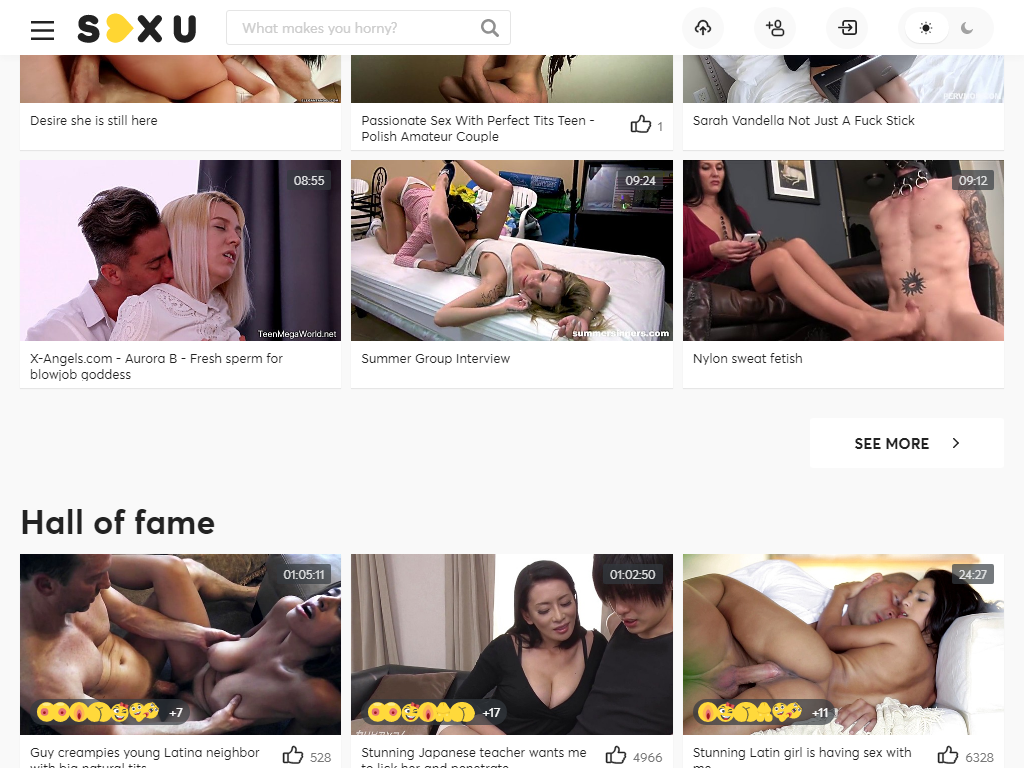 SXU
What makes you horny?
PERVMOM.COM
Desire she is still here
Passionate Sex With Perfect Tits Teen -
Polish Amateur Couple
1
Sarah Vandella Not Just A Fuck Stick
08:55
TeenMegaWorld.net
09:24
summersinners.com
09:12
X-Angels.com - Aurora B - Fresh sperm for
blowjob goddess
Summer Group Interview
Nylon sweat fetish
SEE MORE
Hall of fame
01:05:11
+7
01:02:50
+17
24:27
+11
Guy creampies young Latina neighbor
with big natural tits
528
Stunning Japanese teacher wants me
to lick her and penetrate
4966
Stunning Latin girl is having sex with
me
6328